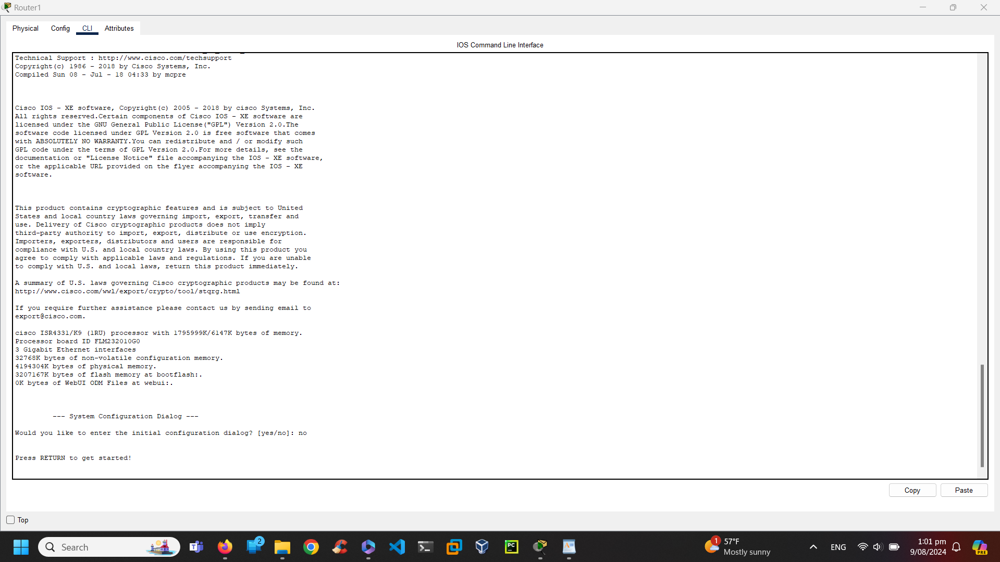 Router1
Physical Config CLI Attributes
IOS Command Line Interface
Technical Support : http://www.cisco.com/techsupport
Copyright(c) 1986 - 2018 by Cisco Systems, Inc.
Compiled Sun 08 - Jul - 18 04:33 by mcpre
Cisco IOS - XE software, Copyright(c) 2005 - 2018 by cisco Systems, Inc.
All rights reserved.Certain components of Cisco IOS - XE software are
licensed under the GNU General Public License("GPL") Version 2.0.The
software code licensed under GPL Version 2.0 is free software that comes
with ABSOLUTELY NO WARRANTY.You can redistribute and / or modify such
GPL code under the terms of GPL Version 2.0.For more details, see the
documentation or "License Notice" file accompanying the IOS - XE software,
or the applicable URL provided on the flyer accompanying the IOS - XE
software.
This product contains cryptographic features and is subject to United
States and local country laws governing import, export, transfer and
use. Delivery of Cisco cryptographic products does not imply
third-party authority to import, export, distribute or use encryption.
Importers, exporters, distributors and users are responsible for
compliance with U.S. and local country laws. By using this product you
agree to comply with applicable laws and regulations. If you are unable
to comply with U.S. and local laws, return this product immediately.
A summary of U.S. laws governing Cisco cryptographic products may be found at:
http://www.cisco.com/wwl/export/crypto/tool/stqrg.html
If you require further assistance please contact us by sending email to
export@cisco.com.
cisco ISR4331/K9 (1RU) processor with 1795999K/6147K bytes of memory.
Processor board ID FLM232010G0
3 Gigabit Ethernet interfaces
32768K bytes of non-volatile configuration memory.
4194304K bytes of physical memory.
3207167K bytes of flash memory at bootflash:.
0K bytes of WebUI ODM Files at webui:.
--- System Configuration Dialog ---
Would you like to enter the initial configuration dialog? [yes/no]: no
Press RETURN to get started!
Copy Paste
Top
Search
2
PC
1
57°F
Mostly sunny
ENG
1:01 pm
9/08/2024
PRE